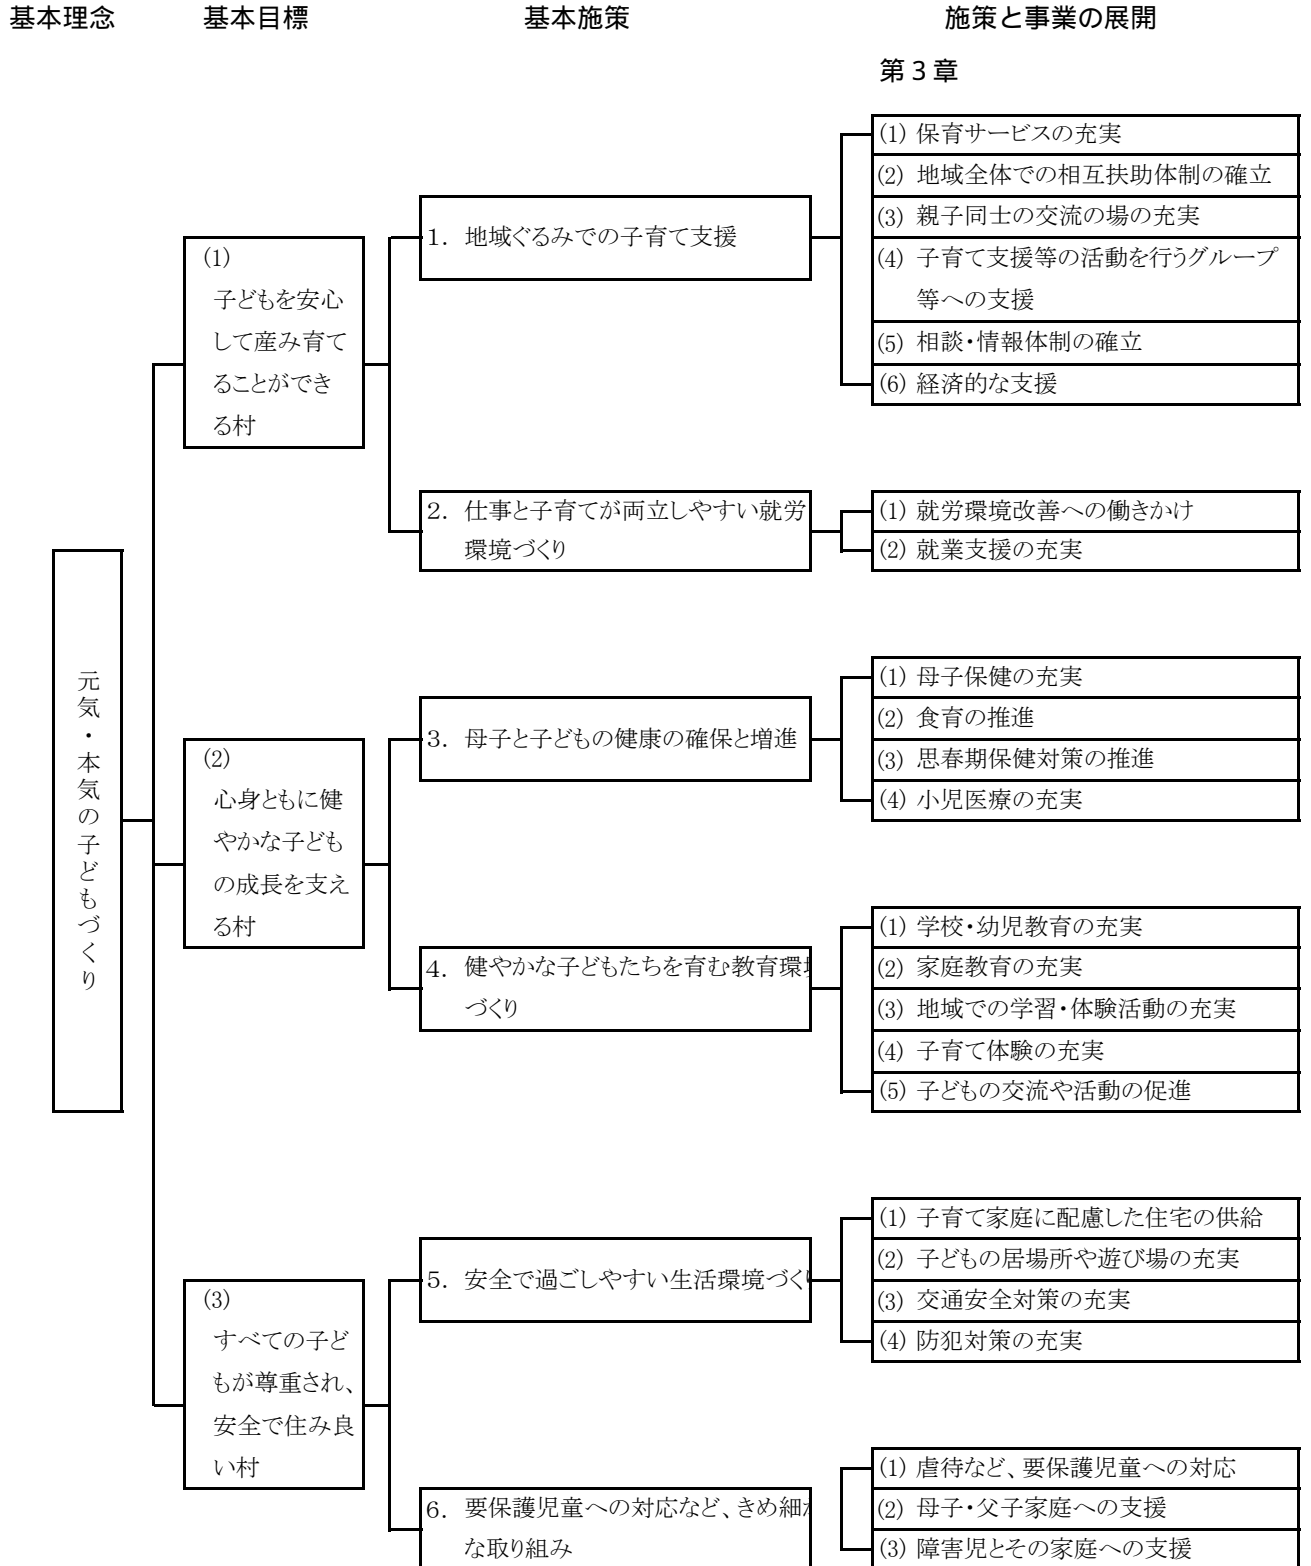 基本理念 基本目標 基本施策 施策と事業の展開
第3章
元気・本気の子どもづくり
(1)
子どもを安心
して産み育て
ることができ
る村
1. 地域ぐるみでの子育て支援
(1) 保育サービスの充実
(2) 地域全体での相互扶助体制の確立
(3) 親子同士の交流の場の充実
(4) 子育て支援等の活動を行うグループ
等への支援
(5) 相談・情報体制の確立
(6) 経済的な支援
2. 仕事と子育てが両立しやすい就労
環境づくり
(1) 就労環境改善への働きかけ
(2) 就業支援の充実
(2)
心身ともに健
やかな子ども
の成長を支え
る村
3. 母子と子どもの健康の確保と増進
(1) 母子保健の充実
(2) 食育の推進
(3) 思春期保健対策の推進
(4) 小児医療の充実
4. 健やかな子どもたちを育む教育環境
づくり
(1) 学校・幼児教育の充実
(2) 家庭教育の充実
(3) 地域での学習・体験活動の充実
(4) 子育て体験の充実
(5) 子どもの交流や活動の促進
(3)
すべての子ど
もが尊重され、
安全で住み良
い村
5. 安全で過ごしやすい生活環境づくり
(1) 子育て家庭に配慮した住宅の供給
(2) 子どもの居場所や遊び場の充実
(3) 交通安全対策の充実
(4) 防犯対策の充実
6. 要保護児童への対応など、きめ細か
な取り組み
(1) 虐待など、要保護児童への対応
(2) 母子・父子家庭への支援
(3) 障害児とその家庭への支援